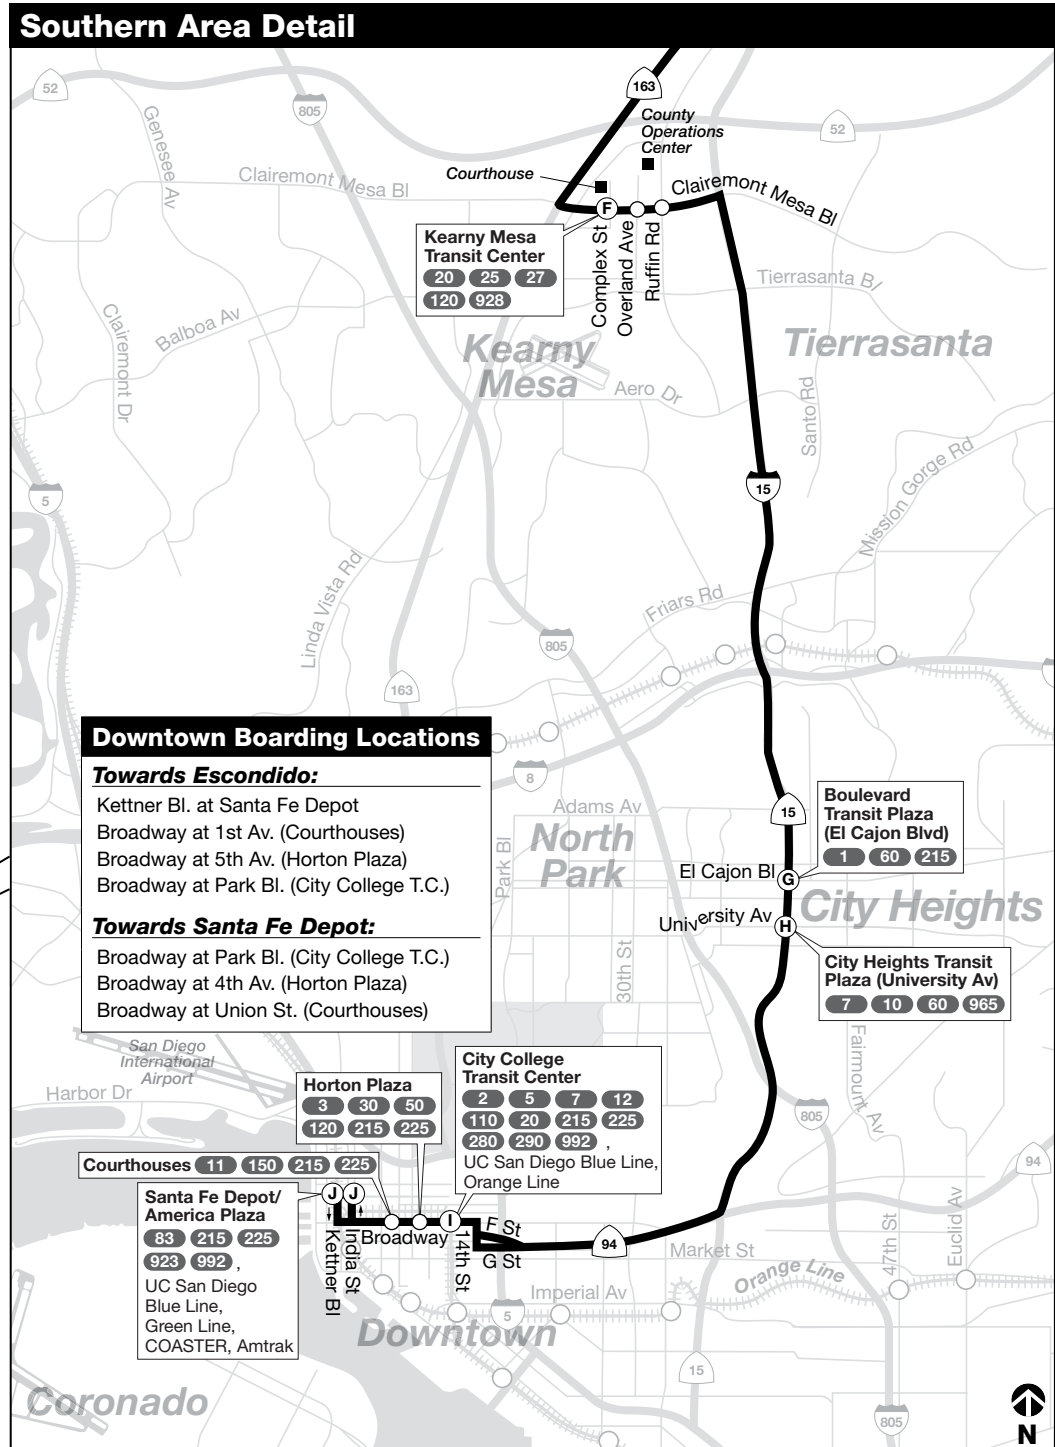 Southern Area Detail
52
805
163
County
Operations
Center
52
Genesee Av
Clairemont Mesa Bl
Courthouse
Clairemont Mesa Bl
F
Kearny Mesa
Transit Center
20 25 27
120 928
Complex St
Overland Ave
Ruffin Rd
Tierrasanta Bl
Clairemont Dr
Balboa Av
Kearny
Mesa
Tierrasanta
Aero Dr
Santo Rd
Mission Gorge Rd
5
15
Linda Vista Rd
Friars Rd
805
163
8
15
Downtown Boarding Locations
Towards Escondido:
Kettner Bl. at Santa Fe Depot
Broadway at 1st Av. (Courthouses)
Broadway at 5th Av. (Horton Plaza)
Broadway at Park Bl. (City College T.C.)
Towards Santa Fe Depot:
Broadway at Park Bl. (City College T.C.)
Broadway at 4th Av. (Horton Plaza)
Broadway at Union St. (Courthouses)
Adams Av
North
Park
Park Bl
30th St
Boulevard
Transit Plaza
(El Cajon Blvd)
1 60 215
El Cajon Bl
G
City Heights
University Av
H
City Heights Transit
Plaza (University Av)
7 10 60 965
Fairmount Av
805
94
San Diego
International
Airport
Harbor Dr
Horton Plaza
3 30 50
120 215 225
City College
Transit Center
2 5 7 12
110 20 215 225
280 290 992 ,
UC San Diego Blue Line,
Orange Line
Courthouses 11 150 215 225
Santa Fe Depot/
America Plaza
83 215 225
923 992 ,
UC San Diego
Blue Line,
Green Line,
COASTER, Amtrak
J J
I
Kettner Bl
India St
Broadway
14th St
F St
G St
94
Market St
Orange Line
47th St
Euclid Av
Imperial Av
5
Downtown
15
805
Coronado
N